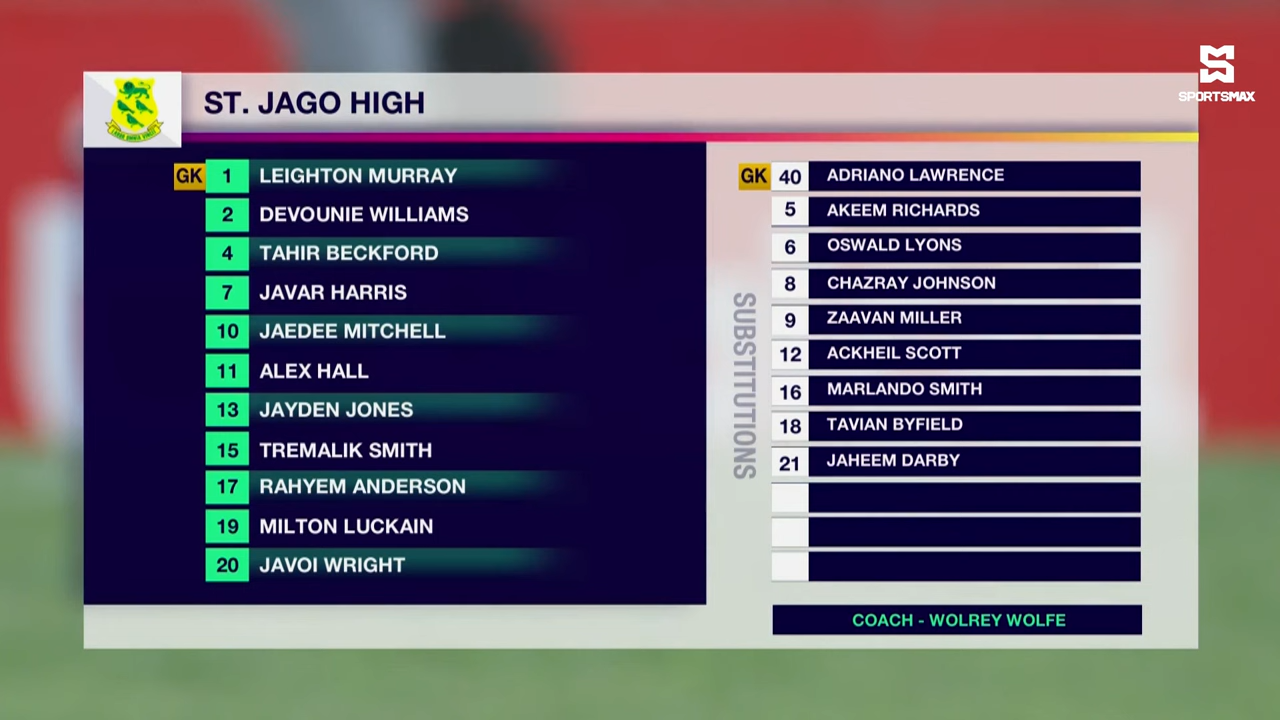 SPORTSMAX
ST. JAGO HIGH
GK 1 LEIGHTON MURRAY
2 DEVOUNIE WILLIAMS
4 TAHIR BECKFORD
7 JAVAR HARRIS
10 JAEDEE MITCHELL
11 ALEX HALL
13 JAYDEN JONES
15 TREMALIK SMITH
17 RAHYEM ANDERSON
19 MILTON LUCKAIN
20 JAVOI WRIGHT
SUBSTITUTIONS
GK 40 ADRIANO LAWRENCE
5 AKEEM RICHARDS
6 OSWALD LYONS
8 CHAZRAY JOHNSON
9 ZAAVAN MILLER
12 ACKHEIL SCOTT
16 MARLANDO SMITH
18 TAVIAN BYFIELD
21 JAHEEM DARBY
COACH - WOLREY WOLFE